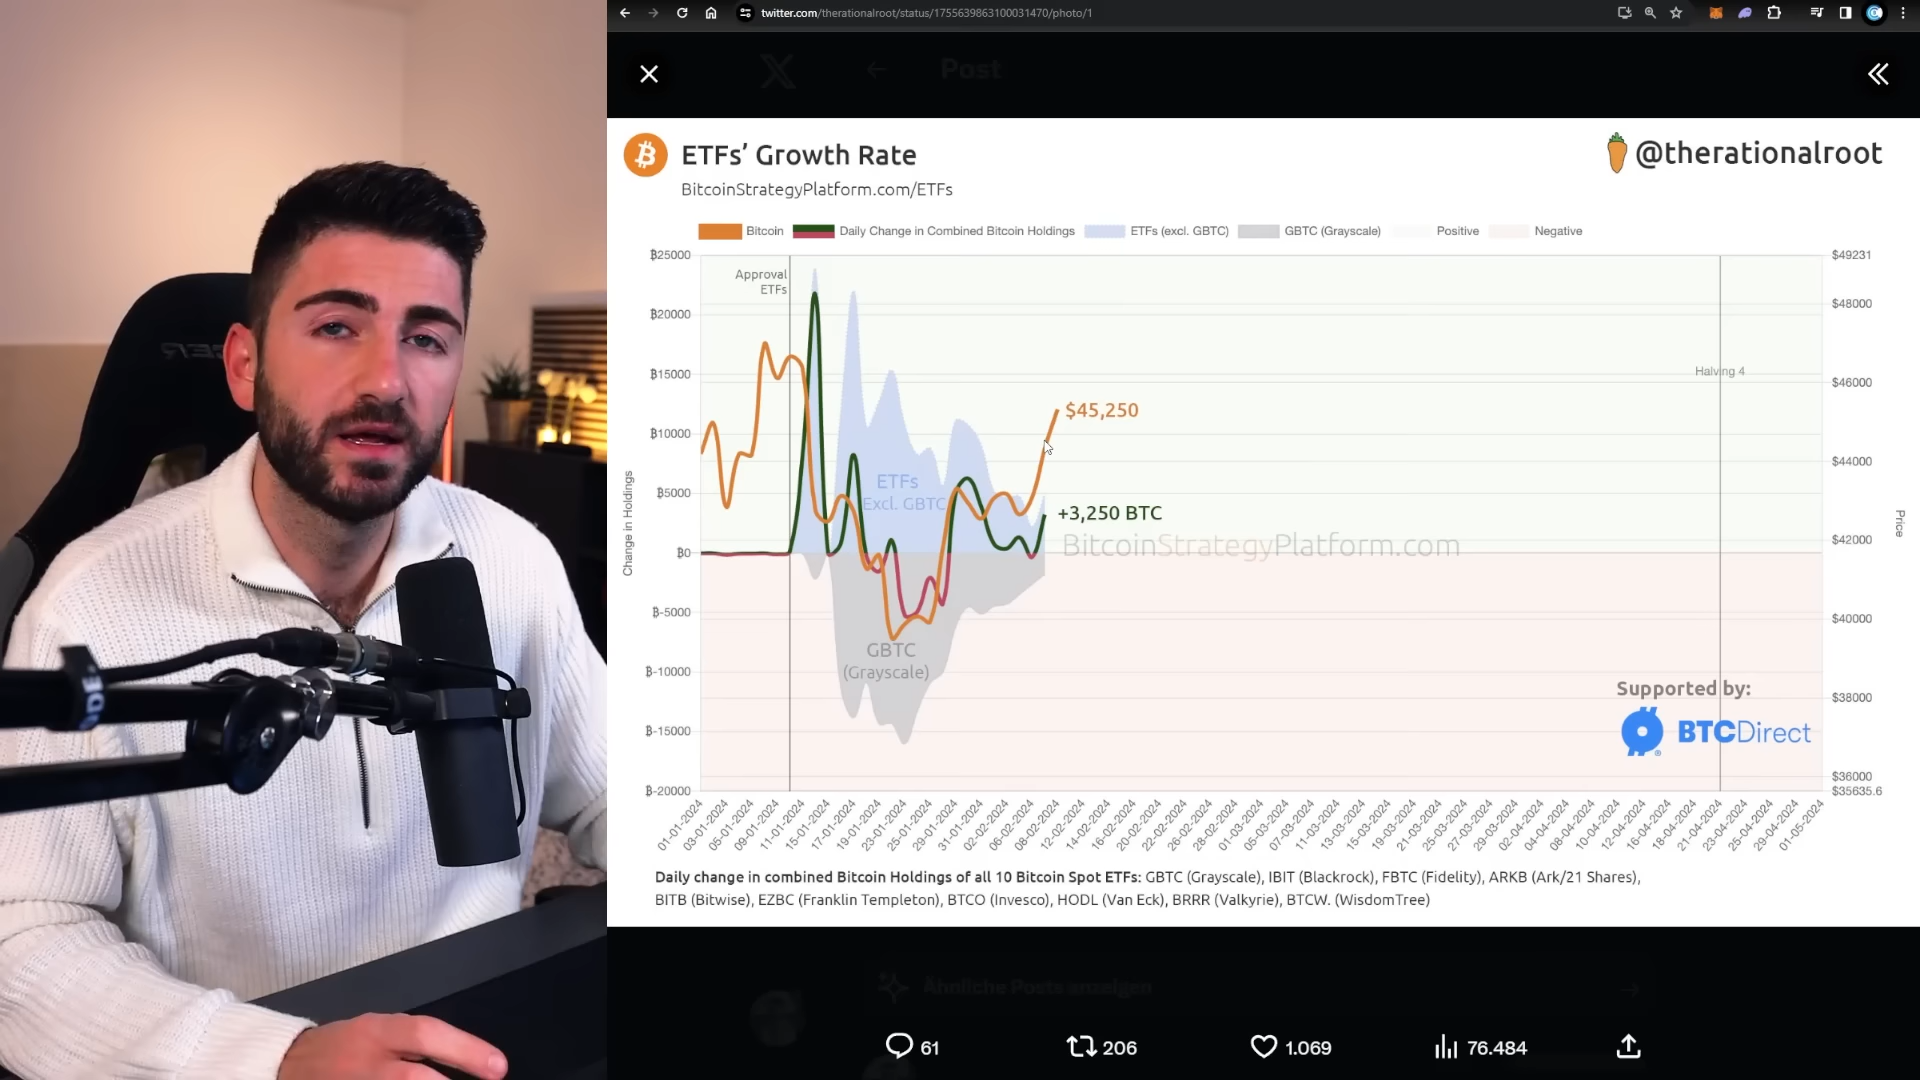 twitter.com/therationalroot/status/1755639863100031470/photo/1
Post
ETFs’ Growth Rate
BitcoinStrategyPlatform.com/ETFs
@therationalroot
Bitcoin
Daily Change in Combined Bitcoin Holdings
ETFs (excl. GBTC)
GBTC (Grayscale)
Positive
Negative
₿25000
₿20000
₿15000
₿10000
₿5000
₿0
₿-5000
₿-10000
₿-15000
₿-20000
Change in Holdings
Approval
ETFs
ETFs
Excl. GBTC
GBTC
(Grayscale)
$45,250
+3,250 BTC
BitcoinStrategyPlatform.com
Halving 4
$49231
$48000
$46000
$44000
$42000
$40000
$38000
$36000
$35635.6
Price
Supported by:
BTCDirect
01-01-2024
03-01-2024
05-01-2024
09-01-2024
11-01-2024
15-01-2024
17-01-2024
19-01-2024
23-01-2024
25-01-2024
29-01-2024
31-01-2024
02-02-2024
06-02-2024
08-02-2024
12-02-2024
14-02-2024
16-02-2024
20-02-2024
22-02-2024
26-02-2024
28-02-2024
01-03-2024
05-03-2024
07-03-2024
11-03-2024
13-03-2024
15-03-2024
19-03-2024
21-03-2024
25-03-2024
27-03-2024
29-03-2024
02-04-2024
04-04-2024
08-04-2024
10-04-2024
12-04-2024
16-04-2024
18-04-2024
21-04-2024
23-04-2024
25-04-2024
29-04-2024
01-05-2024
Daily change in combined Bitcoin Holdings of all 10 Bitcoin Spot ETFs: GBTC (Grayscale), IBIT (Blackrock), FBTC (Fidelity), ARKB (Ark/21 Shares),
BITB (Bitwise), EZBC (Franklin Templeton), BTCO (Invesco), HODL (Van Eck), BRRR (Valkyrie), BTCW. (WisdomTree)
Ähnliche Posts anzeigen
61
206
1.069
76.484